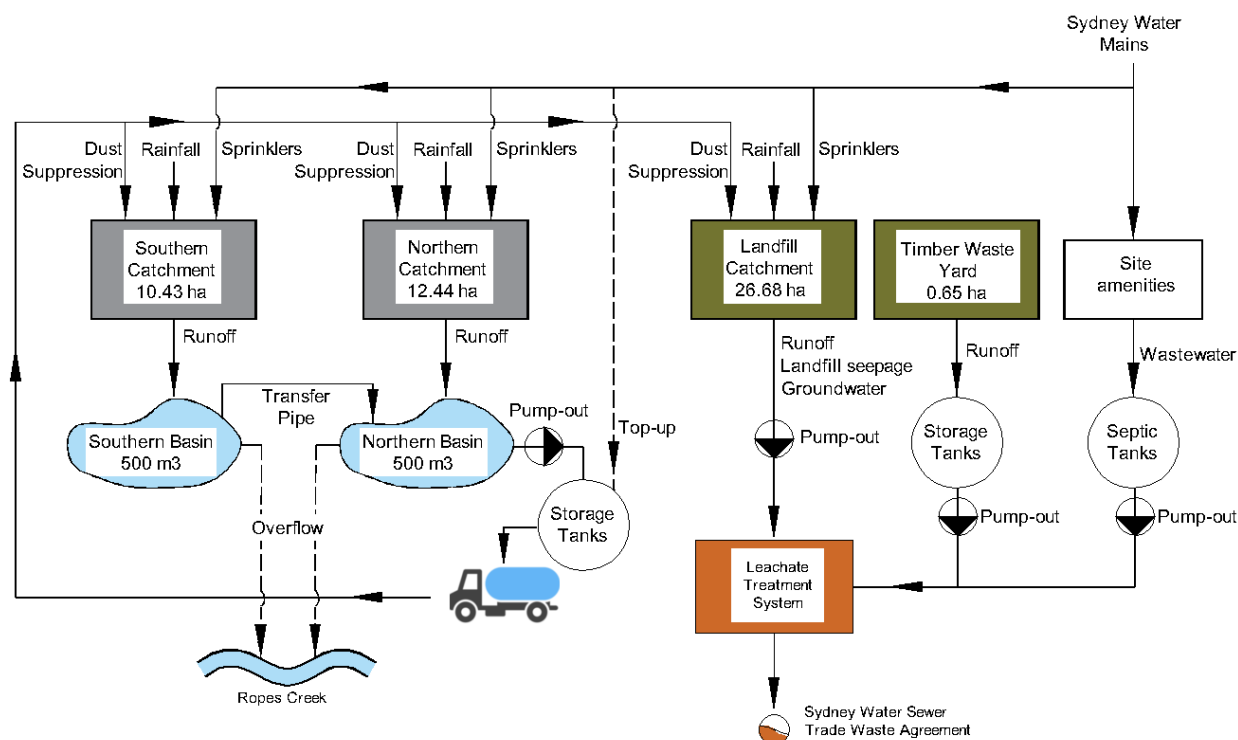 Sydney Water
Mains
Dust
Suppression
Rainfall
Sprinklers
Dust
Suppression
Rainfall
Sprinklers
Dust
Suppression
Rainfall
Sprinklers
Southern
Catchment
10.43 ha
Northern
Catchment
12.44 ha
Landfill
Catchment
26.68 ha
Timber Waste
Yard
0.65 ha
Site
amenities
Runoff
Runoff
Runoff
Landfill seepage
Groundwater
Runoff
Wastewater
Transfer
Pipe
Pump-out
Top-up
Southern Basin
500 m3
Northern Basin
500 m3
Pump-out
Storage
Tanks
Septic
Tanks
Overflow
Storage
Tanks
Pump-out
Pump-out
Leachate
Treatment
System
Ropes Creek
Sydney Water Sewer
Trade Waste Agreement